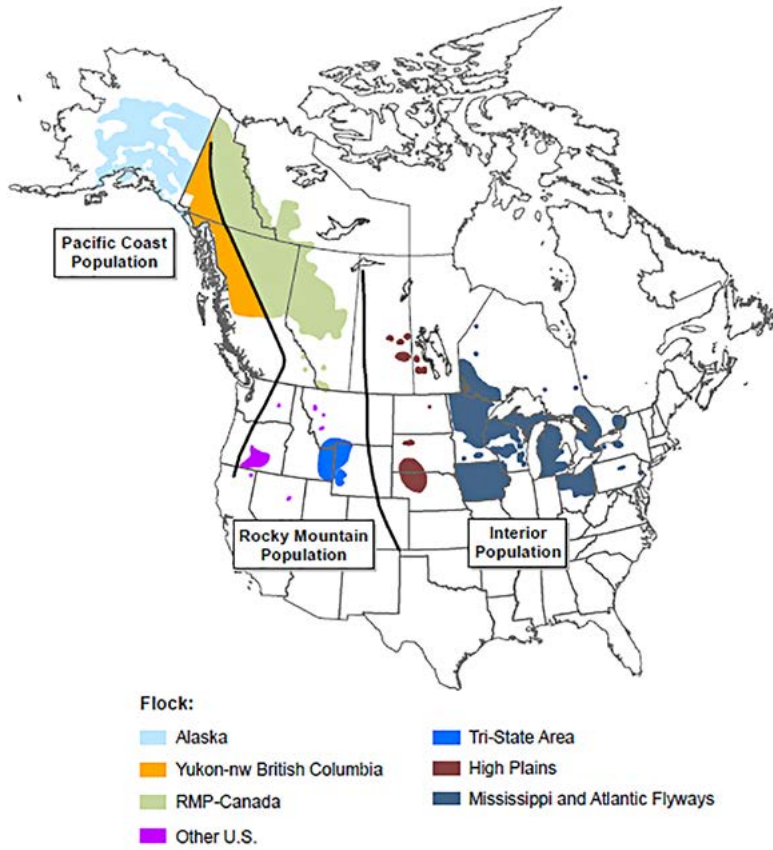 Pacific Coast
Population
Rocky Mountain
Population
Interior
Population
Flock:
Alaska
Yukon-nw British Columbia
RMP-Canada
Other U.S.
Tri-State Area
High Plains
Mississippi and Atlantic Flyways